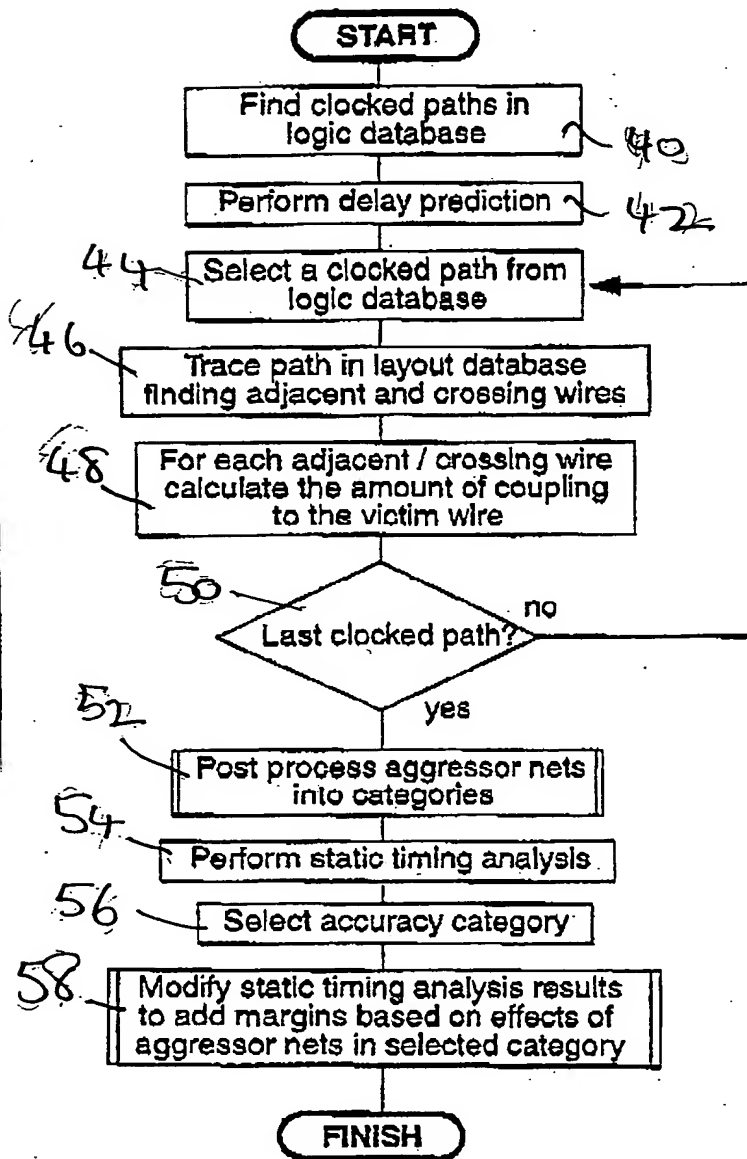 START
Find clocked paths in
logic database
40
Perform delay prediction
42
44
Select a clocked path from
logic database
46
Trace path in layout database
finding adjacent and crossing wires
48
For each adjacent / crossing wire
calculate the amount of coupling
to the victim wire
50
Last clocked path?
no
yes
52
Post process aggressor nets
into categories
54
Perform static timing analysis
56
Select accuracy category
58
Modify static timing analysis results
to add margins based on effects of
aggressor nets in selected category
FINISH